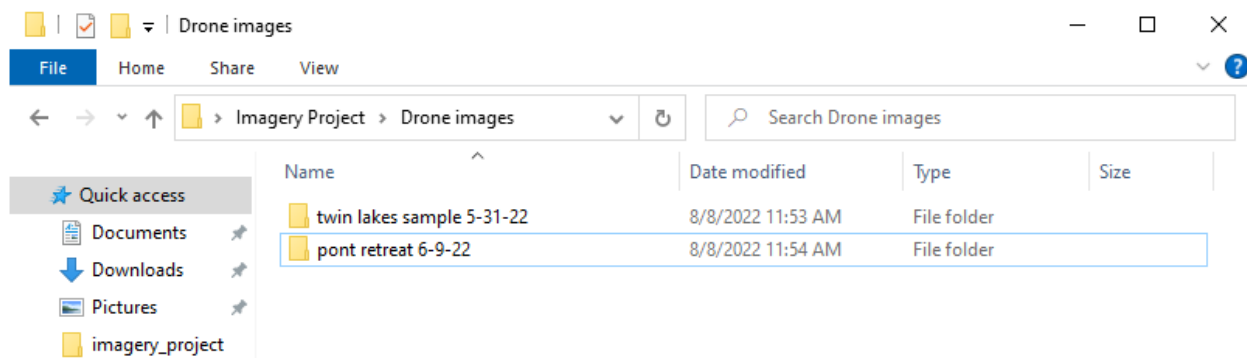 Drone images
File Home Share View
Imagery Project > Drone images Search Drone images
Name Date modified Type Size
Quick access
twin lakes sample 5-31-22 8/8/2022 11:53 AM File folder
Documents
pont retreat 6-9-22 8/8/2022 11:54 AM File folder
Downloads
Pictures
imagery_project